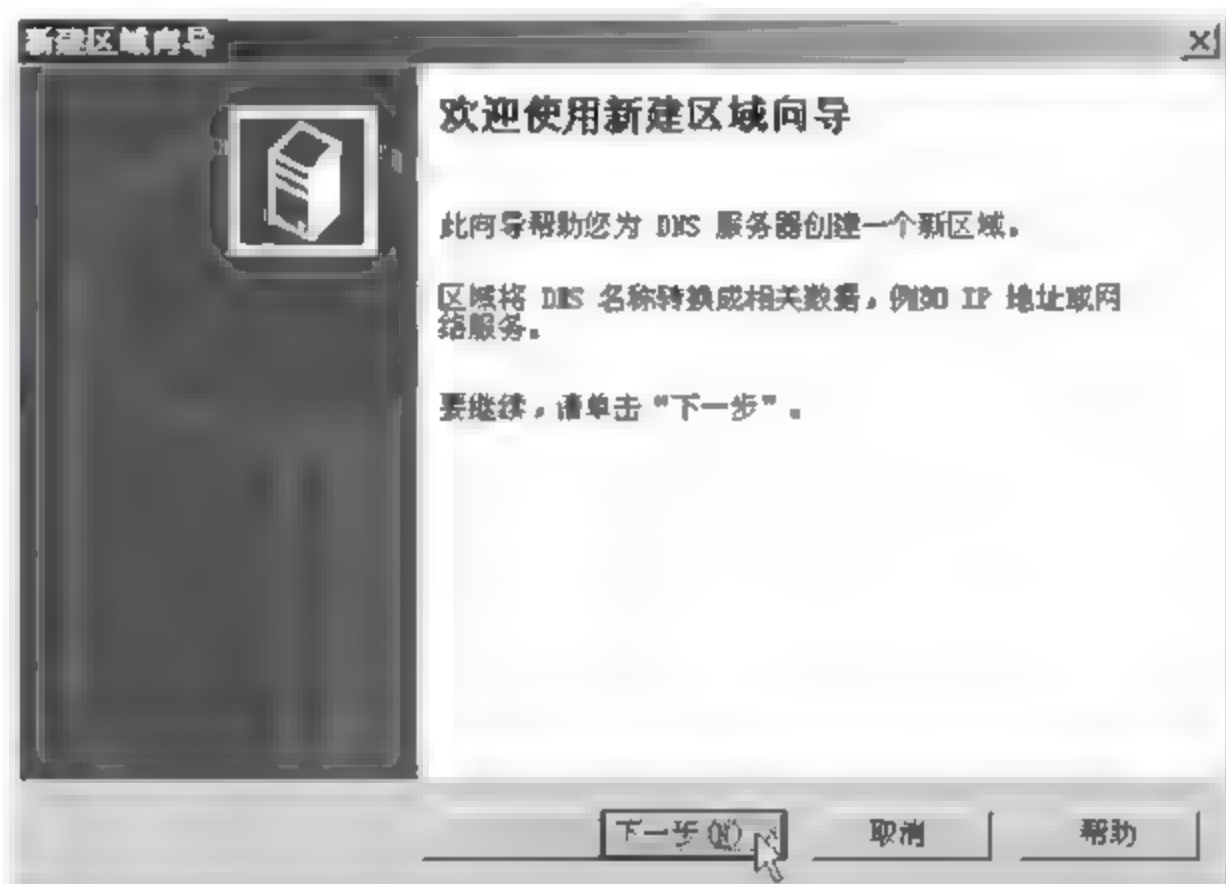 新建区域向导
欢迎使用新建区域向导
此向导帮助您为 DNS 服务器创建一个新区域。
区域将 DNS 名称转换成相关数据，例如 IP 地址或网
络服务。
要继续，请单击“下一步”。
下一步(N) >
取消
帮助